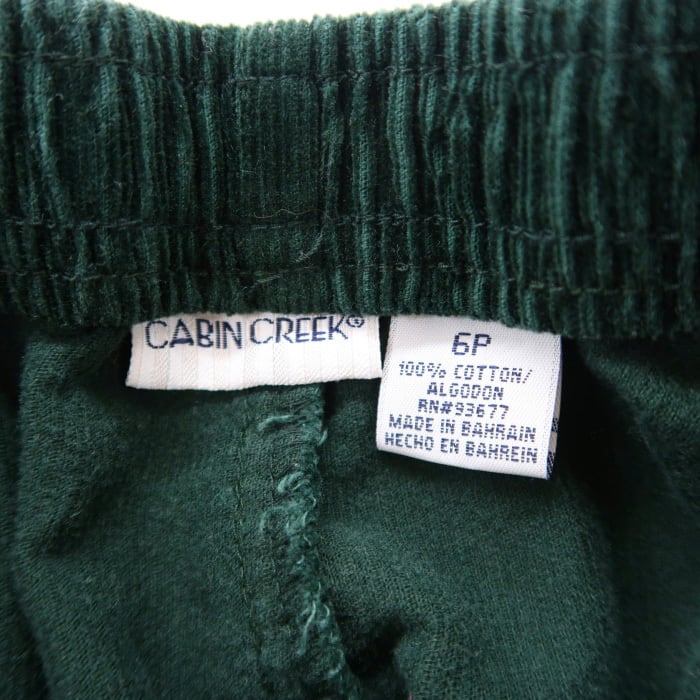 CABIN CREEK®
6P
100% COTTON/
ALGODON
RN#93677
MADE IN BAHRAIN
HECHO EN BAHREIN